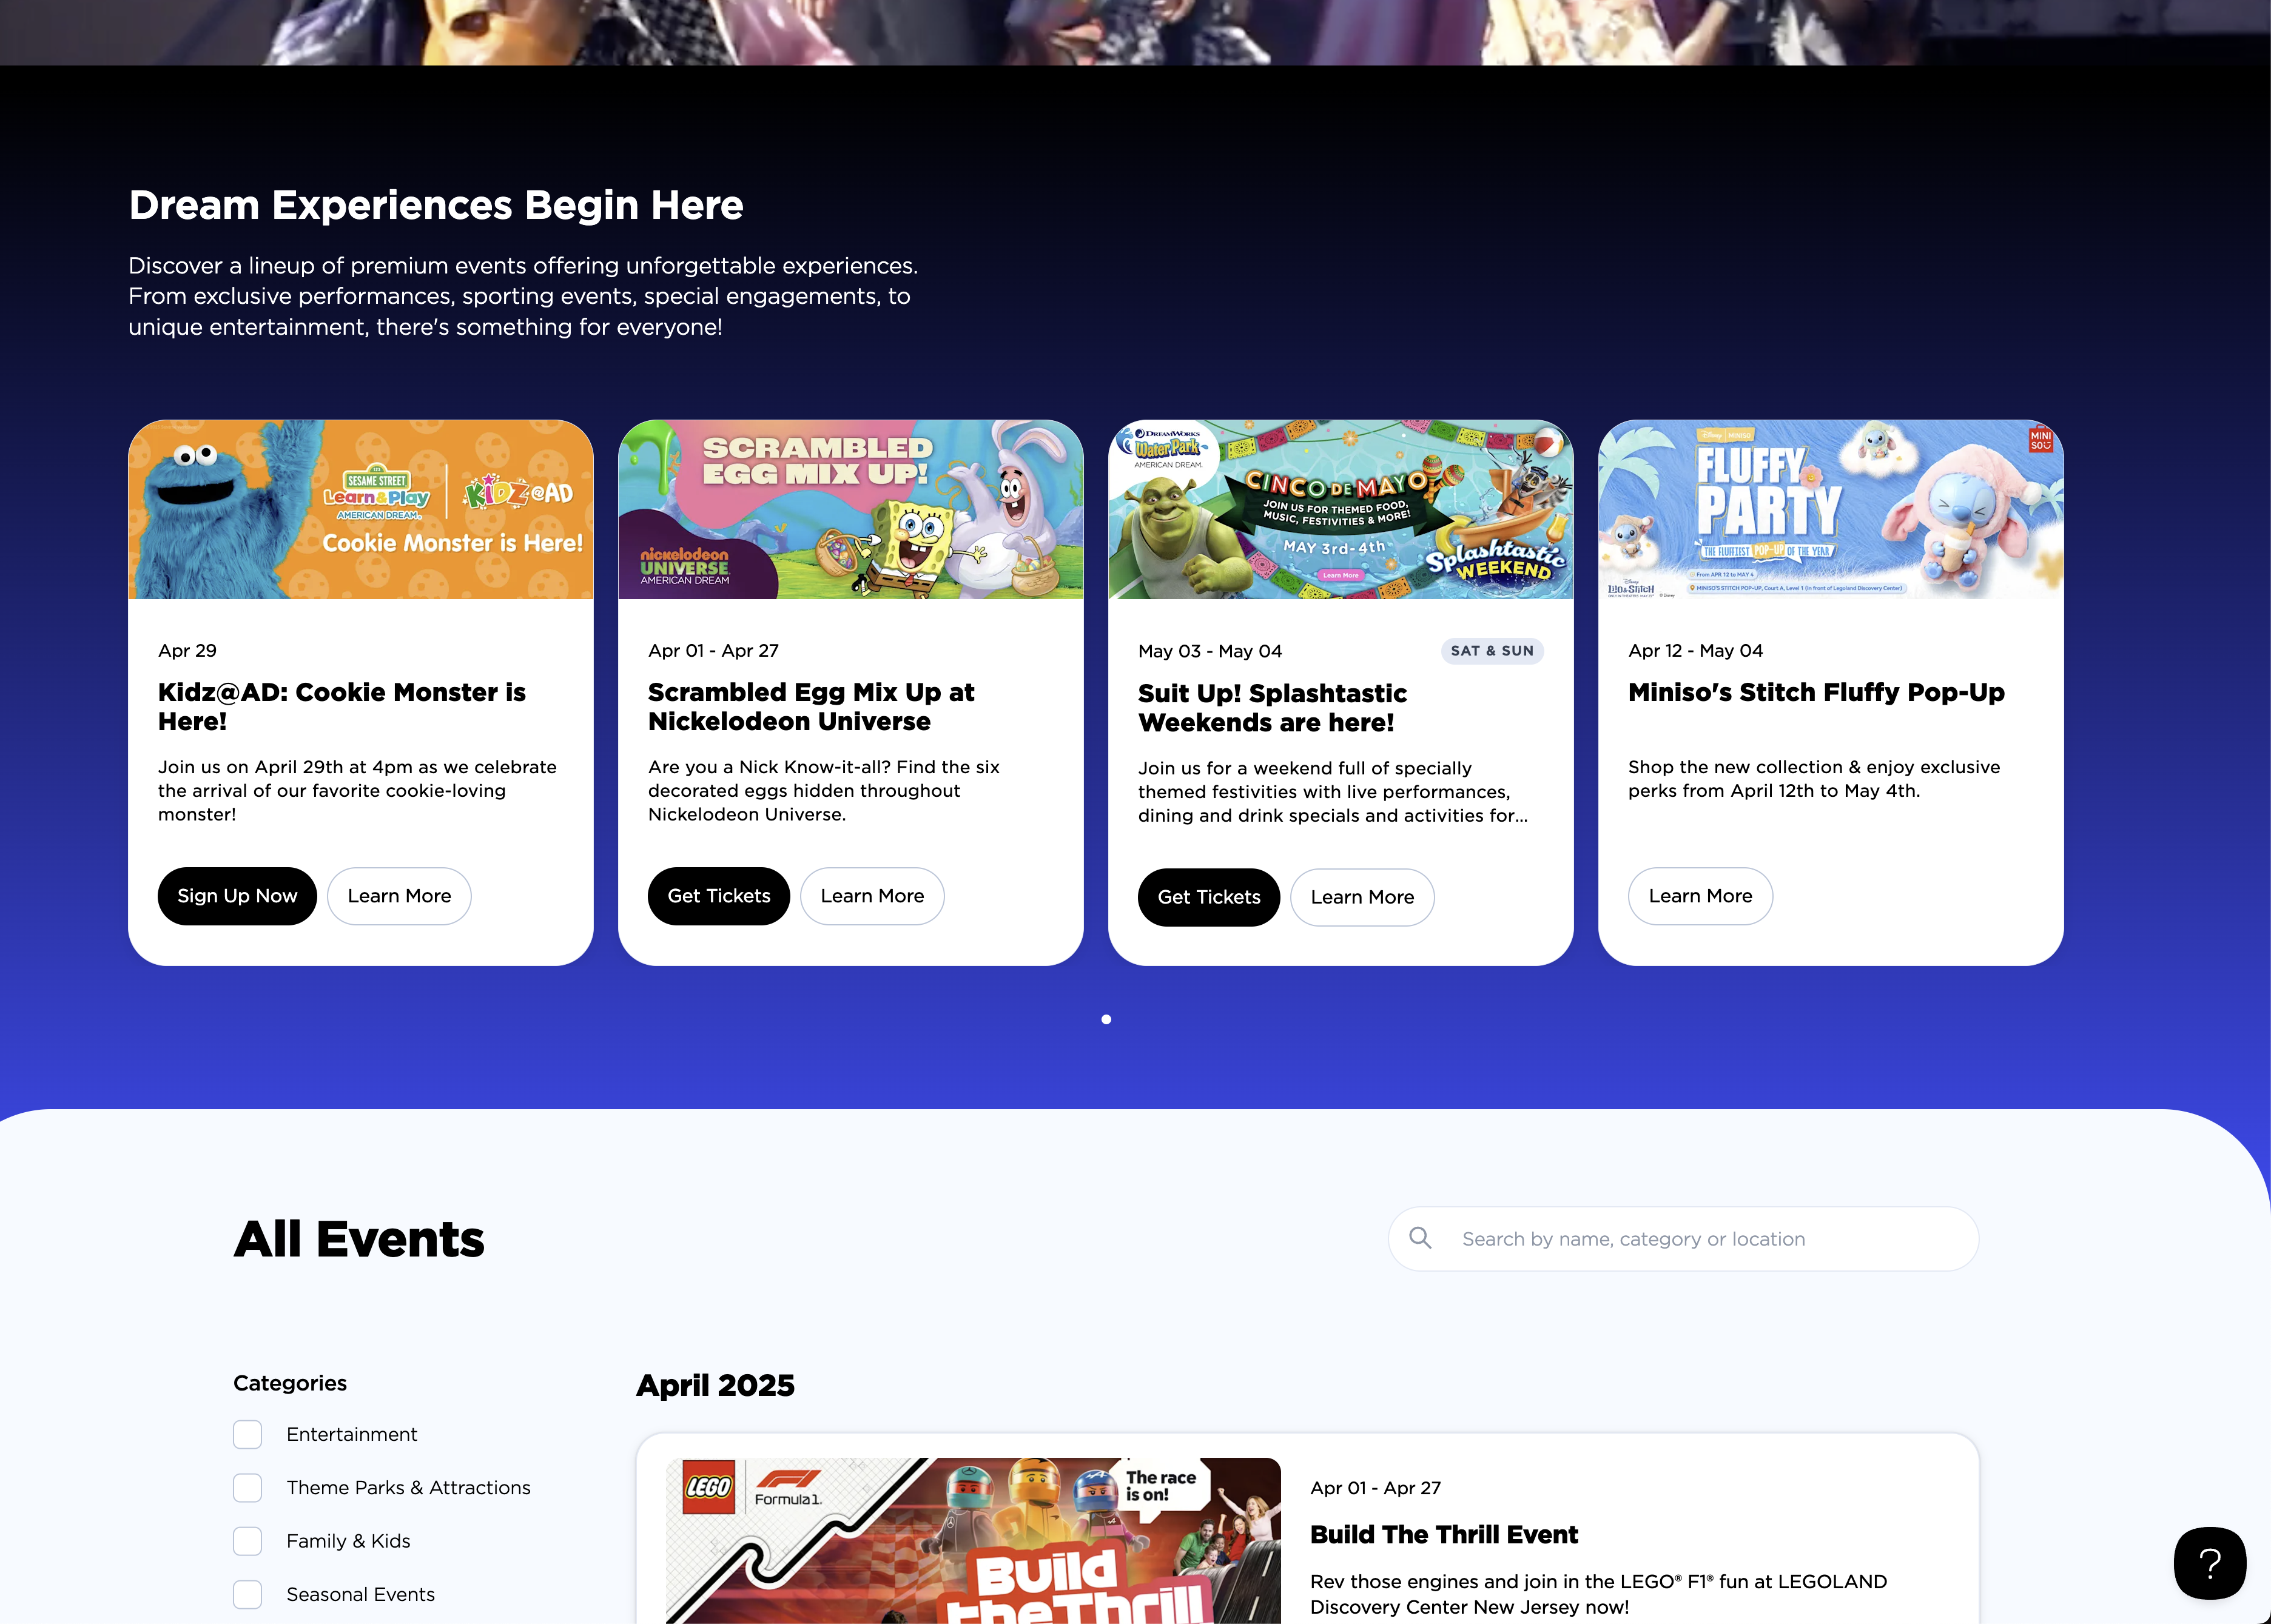 Dream Experiences Begin Here
Discover a lineup of premium events offering unforgettable experiences.
From exclusive performances, sporting events, special engagements, to
unique entertainment, there's something for everyone!
SESAME STREET
Learn&Play
AMERICAN DREAM
KiDZ@AD
Cookie Monster is Here!
Apr 29
Kidz@AD: Cookie Monster is
Here!
Join us on April 29th at 4pm as we celebrate
the arrival of our favorite cookie-loving
monster!
Sign Up Now
Learn More
SCRAMBLED
EGG MIX UP!
nickelodeon
UNIVERSE
AMERICAN DREAM
Apr 01 - Apr 27
Scrambled Egg Mix Up at
Nickelodeon Universe
Are you a Nick Know-it-all? Find the six
decorated eggs hidden throughout
Nickelodeon Universe.
Get Tickets
Learn More
DREAMWORKS
Water Park
AMERICAN DREAM.
CINCO DE MAYO
JOIN US FOR THEMED FOOD,
MUSIC, FESTIVITIES & MORE!
MAY 3rd-4th
Learn More
Splashtastic
WEEKEND
May 03 - May 04
SAT & SUN
Suit Up! Splashtastic
Weekends are here!
Join us for a weekend full of specially
themed festivities with live performances,
dining and drink specials and activities for...
Get Tickets
Learn More
Disney | MINISO
MINI
SO
FLUFFY
PARTY
THE FLUFFIEST POP-UP OF THE YEAR
From APR 12 to MAY 4
MINISO'S STITCH POP-UP, Court A, Level 1 (in front of Legoland Discovery Center)
Disney
Lilo & Stitch
© Disney
Apr 12 - May 04
Miniso's Stitch Fluffy Pop-Up
Shop the new collection & enjoy exclusive
perks from April 12th to May 4th.
Learn More
All Events
Search by name, category or location
Categories
Entertainment
Theme Parks & Attractions
Family & Kids
Seasonal Events
April 2025
LEGO
Formula 1.
The race
is on!
Build
the Thrill
Apr 01 - Apr 27
Build The Thrill Event
Rev those engines and join in the LEGO® F1® fun at LEGOLAND
Discovery Center New Jersey now!
?